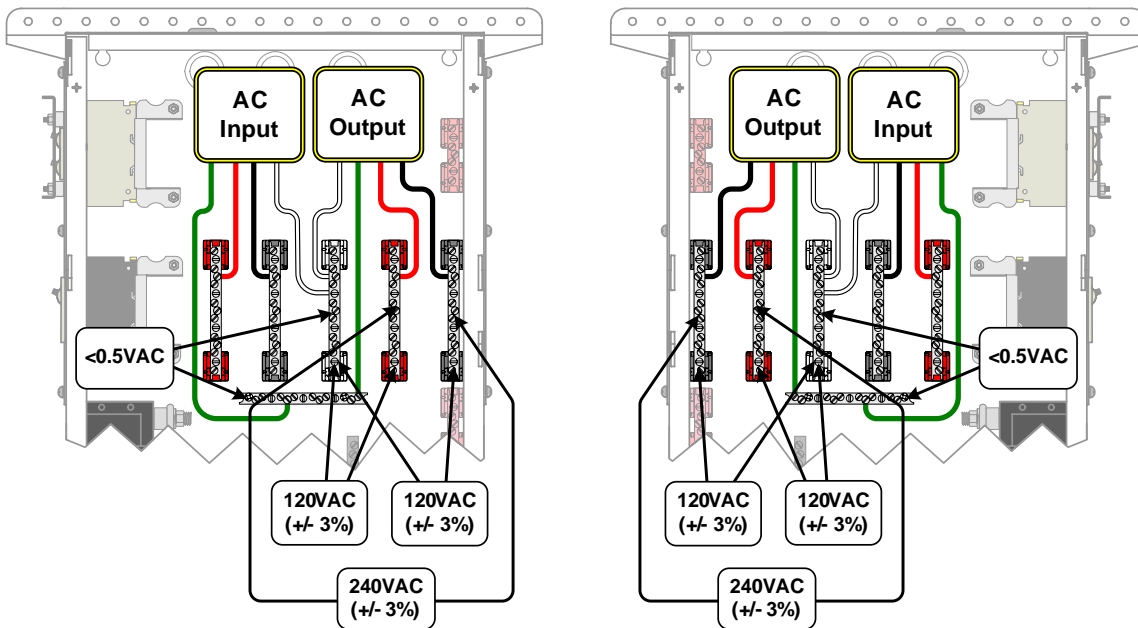 AC
Input
AC
Output
<0.5VAC
120VAC
(+/- 3%)
120VAC
(+/- 3%)
240VAC
(+/- 3%)
AC
Output
AC
Input
<0.5VAC
120VAC
(+/- 3%)
120VAC
(+/- 3%)
240VAC
(+/- 3%)